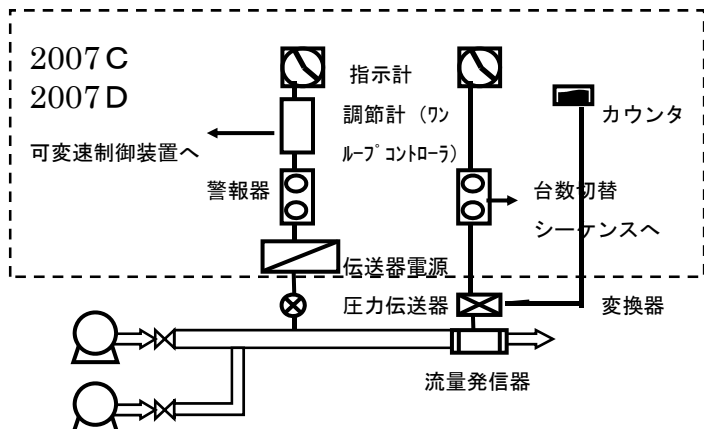 2007C
2007D
指示計
調節計(ワン
ループコントローラ)
カウンタ
可変速制御装置へ
警報器
台数切替
シーケンスへ
伝送器電源
圧力伝送器
変換器
流量発信器